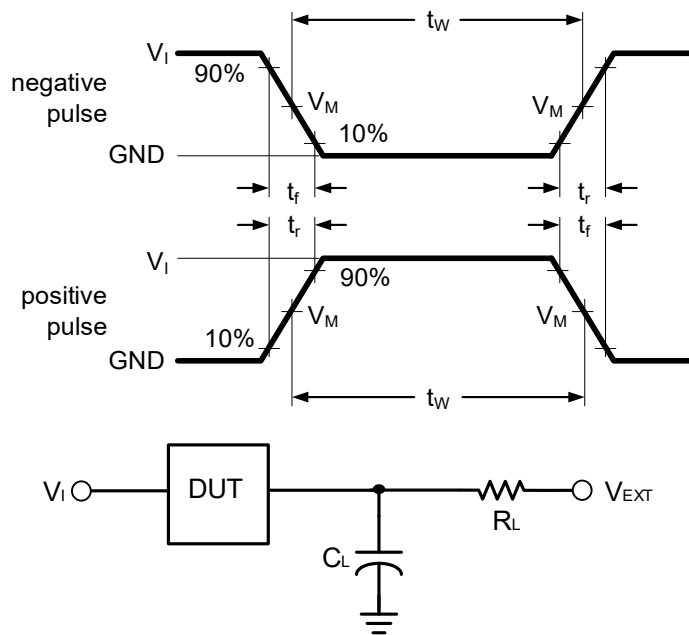 tW
VI
90%
negative pulse
VM
VM
10%
GND
tf
tr
tr
tf
VI
90%
positive pulse
VM
VM
10%
GND
tW
VI
DUT
VEXT
RL
CL